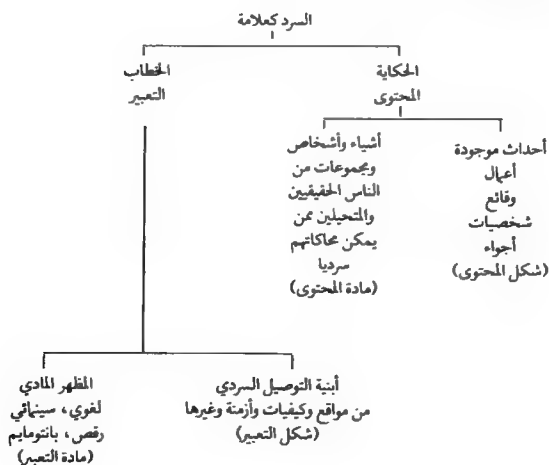 السرد كعلامة
الحكاية
المحتوى
الخطاب
التعبير
أحداث موجودة
أعمال
وقائع
شخصيات
أجواء
(شكل المحتوى)
أشياء وأشخاص
ومجموعات من
الناس الحقيقيين
والمتحيلين ممن
يمكن محاكاتهم
سرديا
(مادة المحتوى)
أبنية التوصيل السردي
من مواقع وكيفيات وأزمنة وغيرها
(شكل التعبير)
المظهر المادي
لغوي، سينمائي
رقص، بانتومايم
(مادة التعبير)